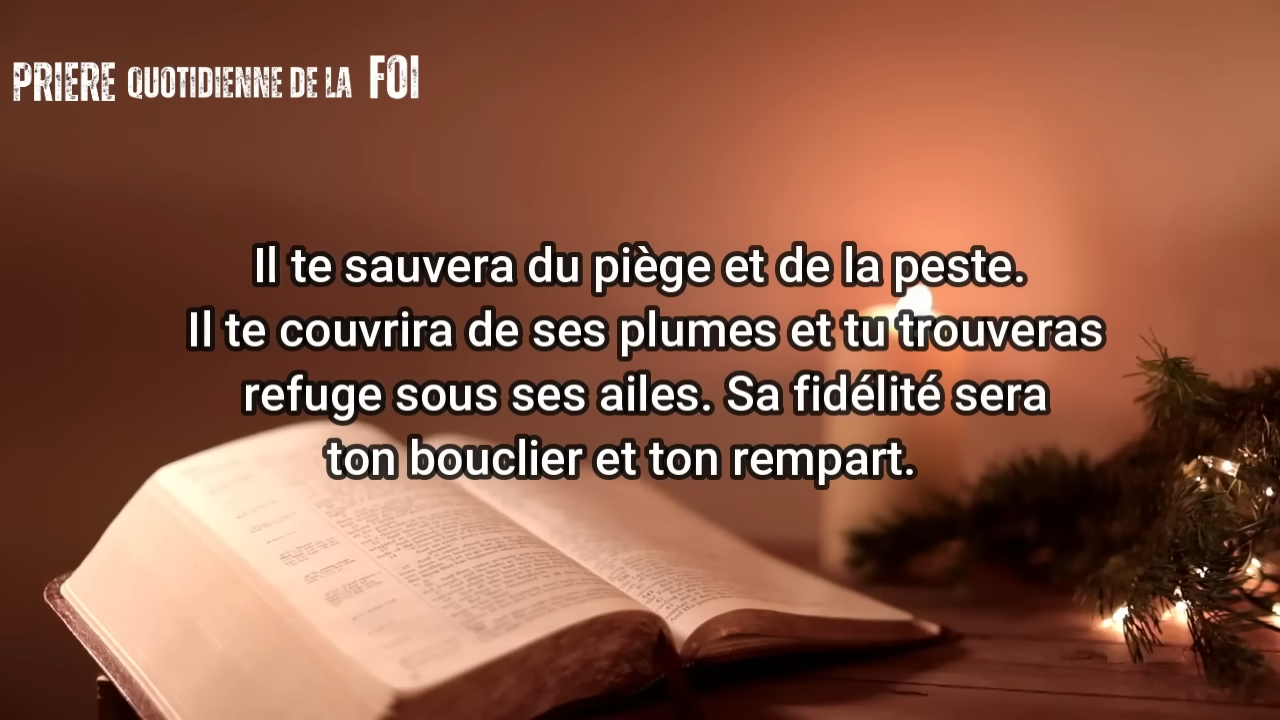 PRIERE QUOTIDIENNE DE LA FOI
Il te sauvera du piège et de la peste.
Il te couvrira de ses plumes et tu trouveras
refuge sous ses ailes. Sa fidélité sera
ton bouclier et ton rempart.